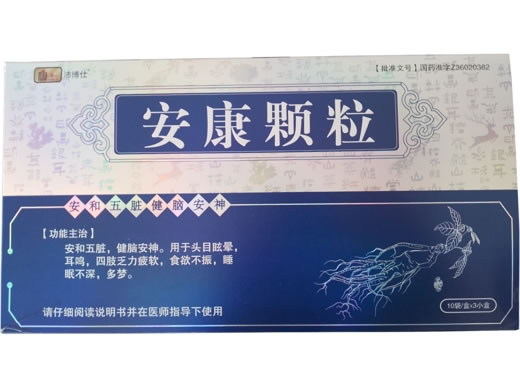 沛博仕
【批准文号】国药准字Z36020382
安康颗粒
安和五脏健脑安神
【功能主治】
安和五脏，健脑安神。用于头目眩晕，
耳鸣，四肢乏力疲软，食欲不振，睡
眠不深，多梦。
请仔细阅读说明书并在医师指导下使用
10袋/盒x3小盒